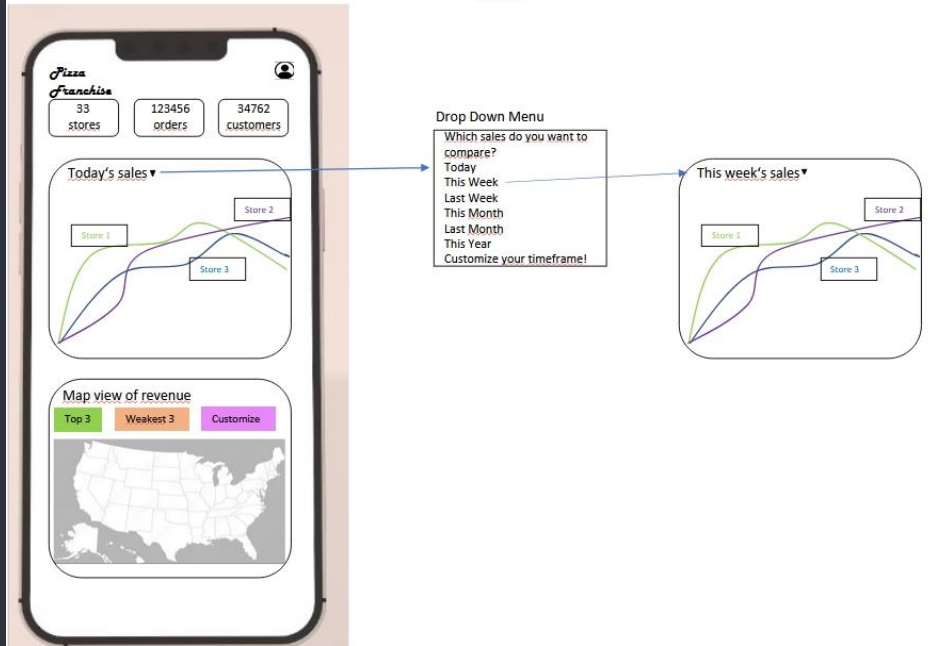 Pizza
Franchise
33
stores
123456
orders
34762
customers
Today's sales▼
Store 2
Store 1
Store 3
Map view of revenue
Top 3
Weakest 3
Customize
Drop Down Menu
Which sales do you want to
compare?
Today
This Week
Last Week
This Month
Last Month
This Year
Customize your timeframe!
This week's sales▼
Store 2
Store 1
Store 3